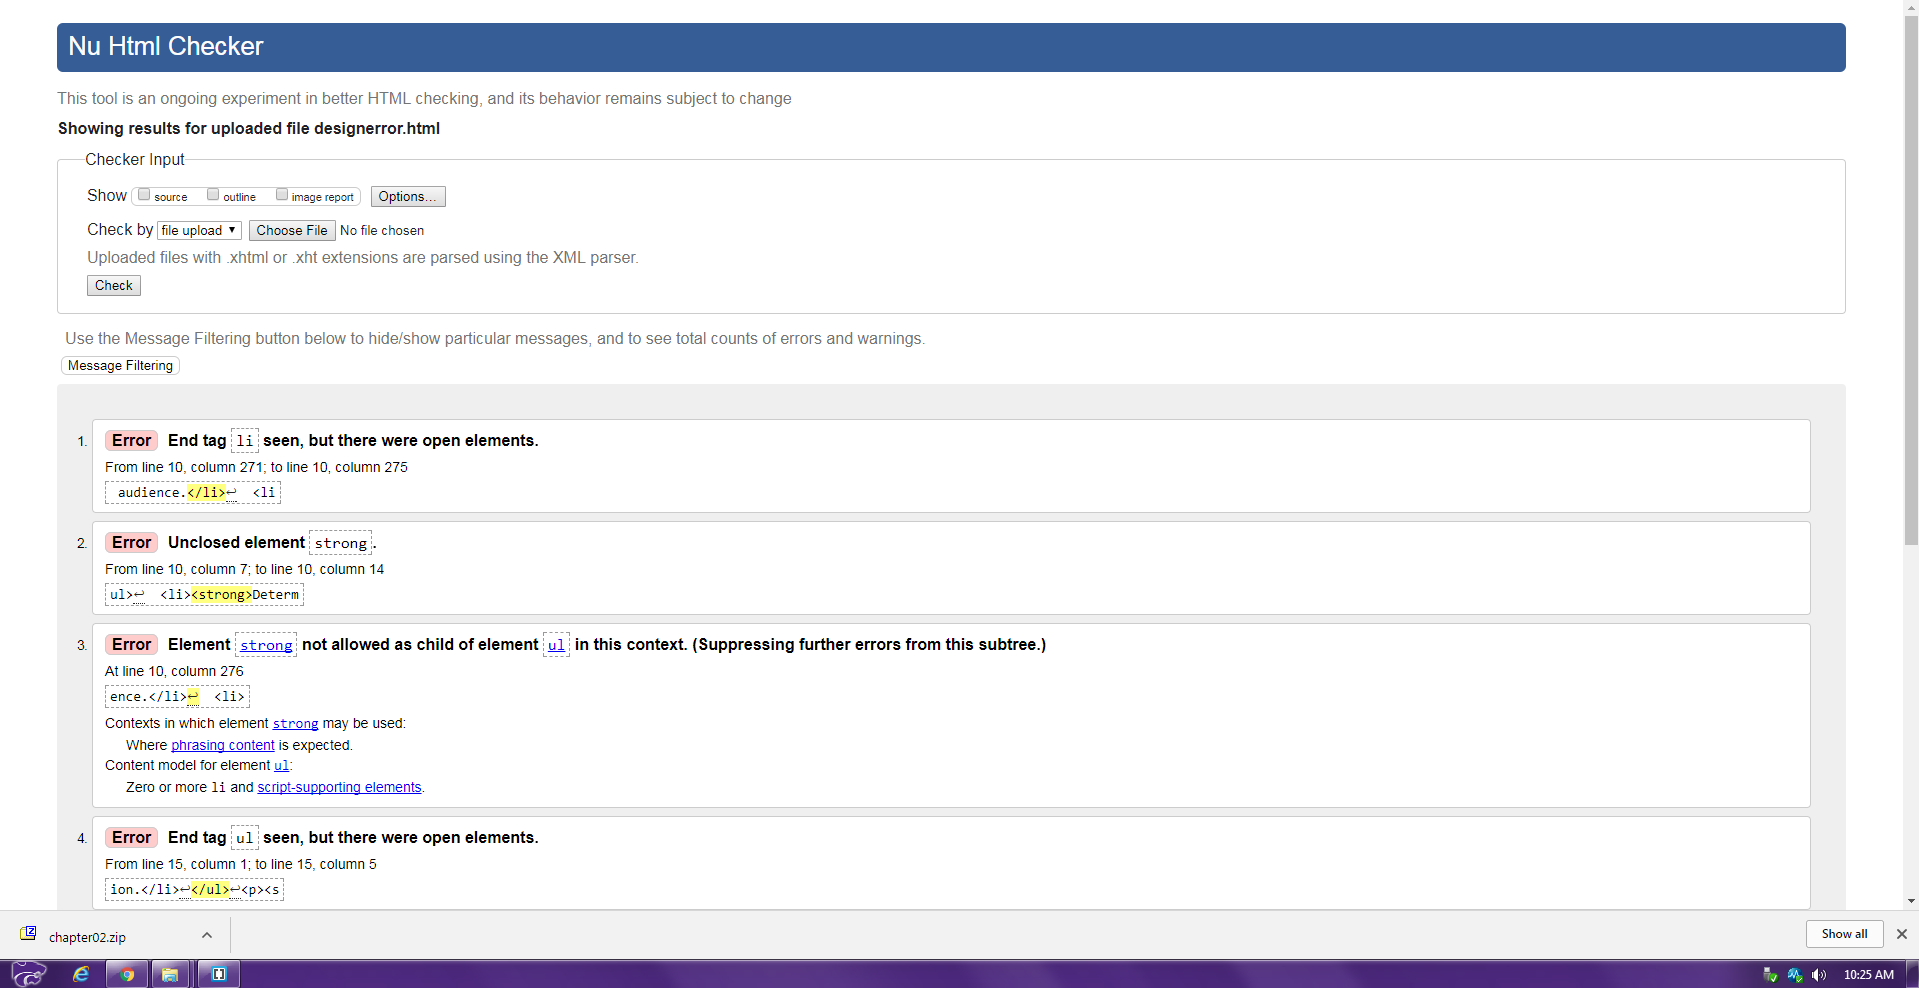 Nu Html Checker
This tool is an ongoing experiment in better HTML checking, and its behavior remains subject to change
Showing results for uploaded file designerror.html
Checker Input
Show source outline image report Options...
Check by file upload ▼ Choose File No file chosen
Uploaded files with .xhtml or .xht extensions are parsed using the XML parser.
Check
Use the Message Filtering button below to hide/show particular messages, and to see total counts of errors and warnings.
Message Filtering
1. Error End tag li seen, but there were open elements.
From line 10, column 271; to line 10, column 275
audience.</li>↩ <li
2. Error Unclosed element strong.
From line 10, column 7; to line 10, column 14
ul>↩ <li><strong>Determ
3. Error Element strong not allowed as child of element ul in this context. (Suppressing further errors from this subtree.)
At line 10, column 276
ence.</li>↩ <li>
Contexts in which element strong may be used:
Where phrasing content is expected.
Content model for element ul:
Zero or more li and script-supporting elements.
4. Error End tag ul seen, but there were open elements.
From line 15, column 1; to line 15, column 5
ion.</li>↩</ul>↩<p><s
chapter02.zip
Show all
10:25 AM